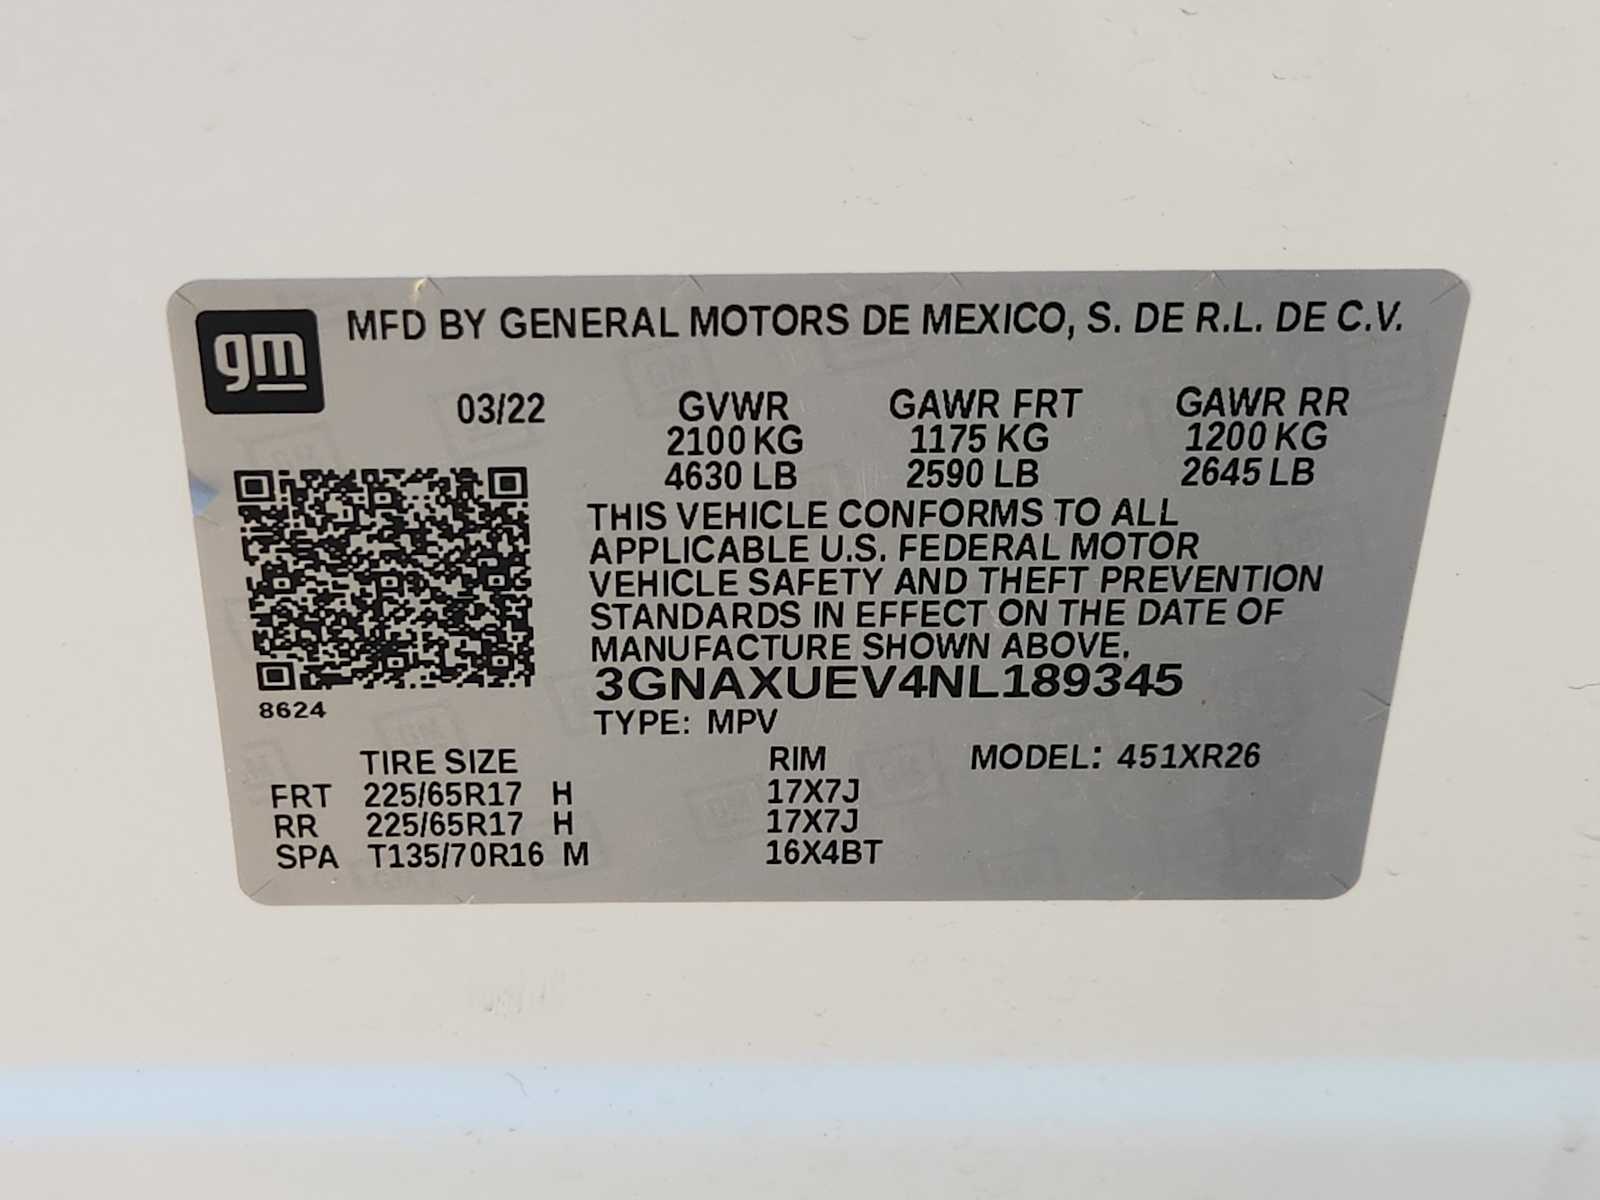 gm MFD BY GENERAL MOTORS DE MEXICO, S. DE R.L. DE C.V.
03/22 GVWR GAWR FRT GAWR RR
2100 KG 1175 KG 1200 KG
4630 LB 2590 LB 2645 LB
THIS VEHICLE CONFORMS TO ALL
APPLICABLE U.S. FEDERAL MOTOR
VEHICLE SAFETY AND THEFT PREVENTION
STANDARDS IN EFFECT ON THE DATE OF
MANUFACTURE SHOWN ABOVE.
3GNAXUEV4NL189345
8624
TYPE: MPV
TIRE SIZE RIM MODEL: 451XR26
FRT 225/65R17 H 17X7J
RR 225/65R17 H 17X7J
SPA T135/70R16 M 16X4BT